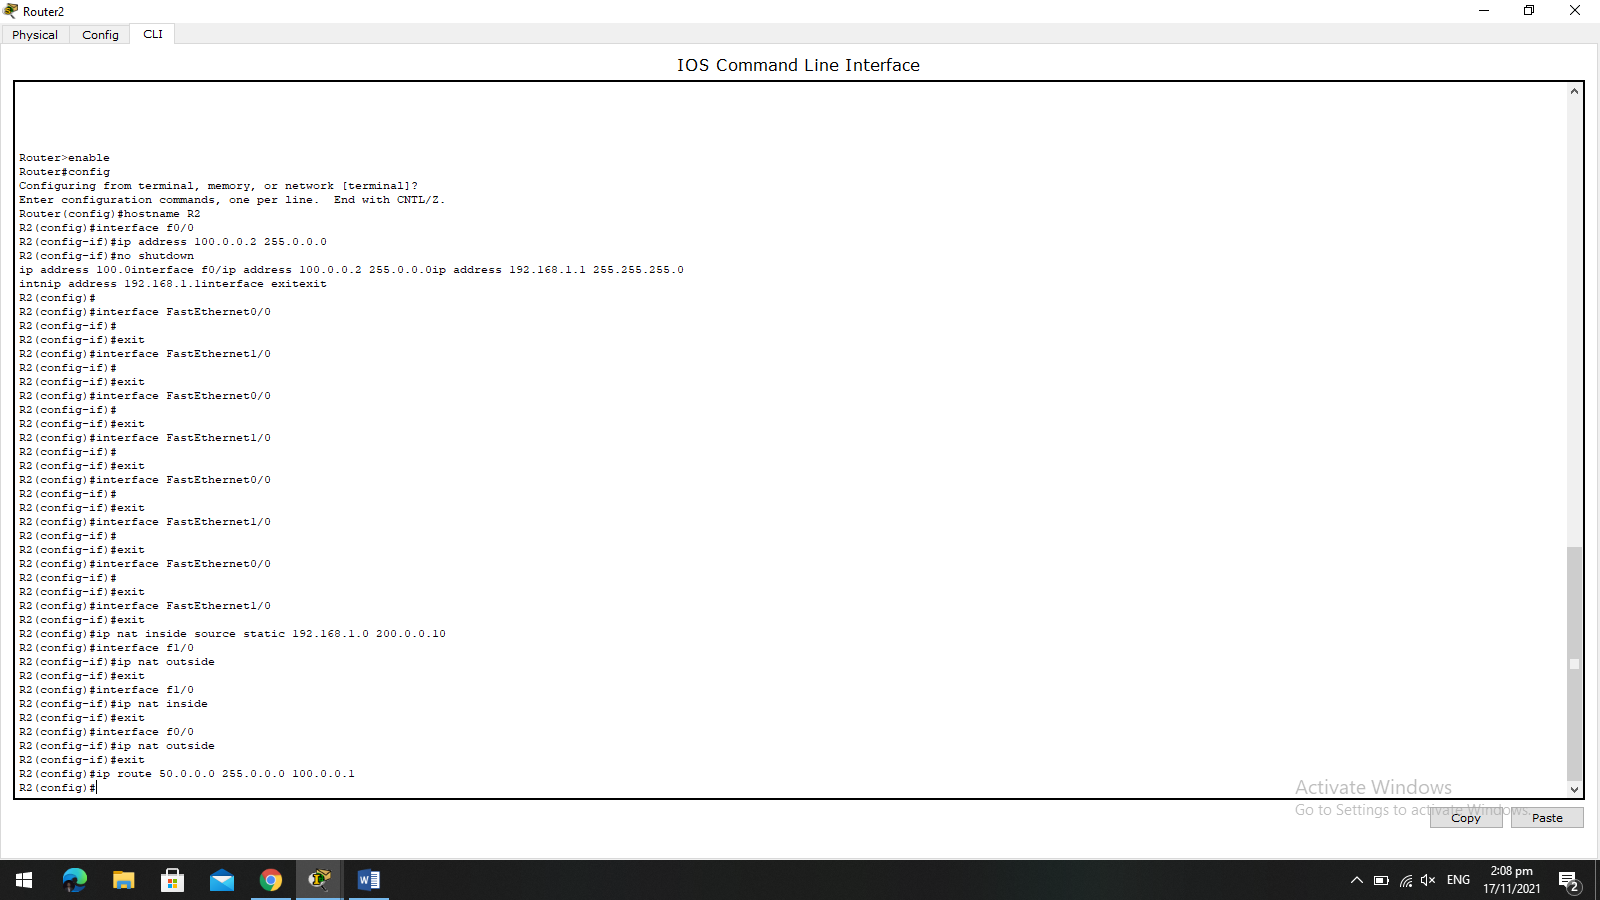 Router2
Physical Config CLI
IOS Command Line Interface
Router>enable
Router#config
Configuring from terminal, memory, or network [terminal]?
Enter configuration commands, one per line.  End with CNTL/Z.
Router(config)#hostname R2
R2(config)#interface f0/0
R2(config-if)#ip address 100.0.0.2 255.0.0.0
R2(config-if)#no shutdown
ip address 100.0interface f0/ip address 100.0.0.2 255.0.0.0ip address 192.168.1.1 255.255.255.0
intnip address 192.168.1.1interface exitexit
R2(config)#
R2(config)#interface FastEthernet0/0
R2(config-if)#
R2(config-if)#exit
R2(config)#interface FastEthernet1/0
R2(config-if)#
R2(config-if)#exit
R2(config)#interface FastEthernet0/0
R2(config-if)#
R2(config-if)#exit
R2(config)#interface FastEthernet1/0
R2(config-if)#
R2(config-if)#exit
R2(config)#interface FastEthernet0/0
R2(config-if)#
R2(config-if)#exit
R2(config)#interface FastEthernet1/0
R2(config-if)#
R2(config-if)#exit
R2(config)#interface FastEthernet0/0
R2(config-if)#
R2(config-if)#exit
R2(config)#interface FastEthernet1/0
R2(config-if)#exit
R2(config)#ip nat inside source static 192.168.1.0 200.0.0.10
R2(config)#interface f1/0
R2(config-if)#ip nat outside
R2(config-if)#exit
R2(config)#interface f1/0
R2(config-if)#ip nat inside
R2(config-if)#exit
R2(config)#interface f0/0
R2(config-if)#ip nat outside
R2(config-if)#exit
R2(config)#ip route 50.0.0.0 255.0.0.0 100.0.0.1
R2(config)#
Activate Windows
Go to Settings to activate Windows.
Copy Paste
ENG
2:08 pm
17/11/2021
2